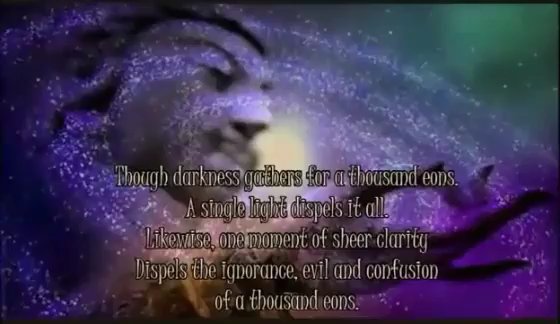 Though darkness gathers for a thousand eons.
A single light dispels it all.
Likewise, one moment of sheer clarity
Dispels the ignorance, evil and confusion
of a thousand eons.